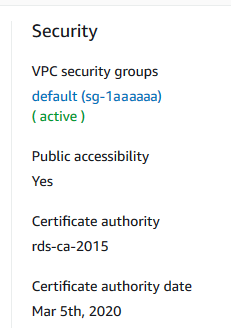 Security
VPC security groups
default (sg-1aaaaaa)
( active )
Public accessibility
Yes
Certificate authority
rds-ca-2015
Certificate authority date
Mar 5th, 2020